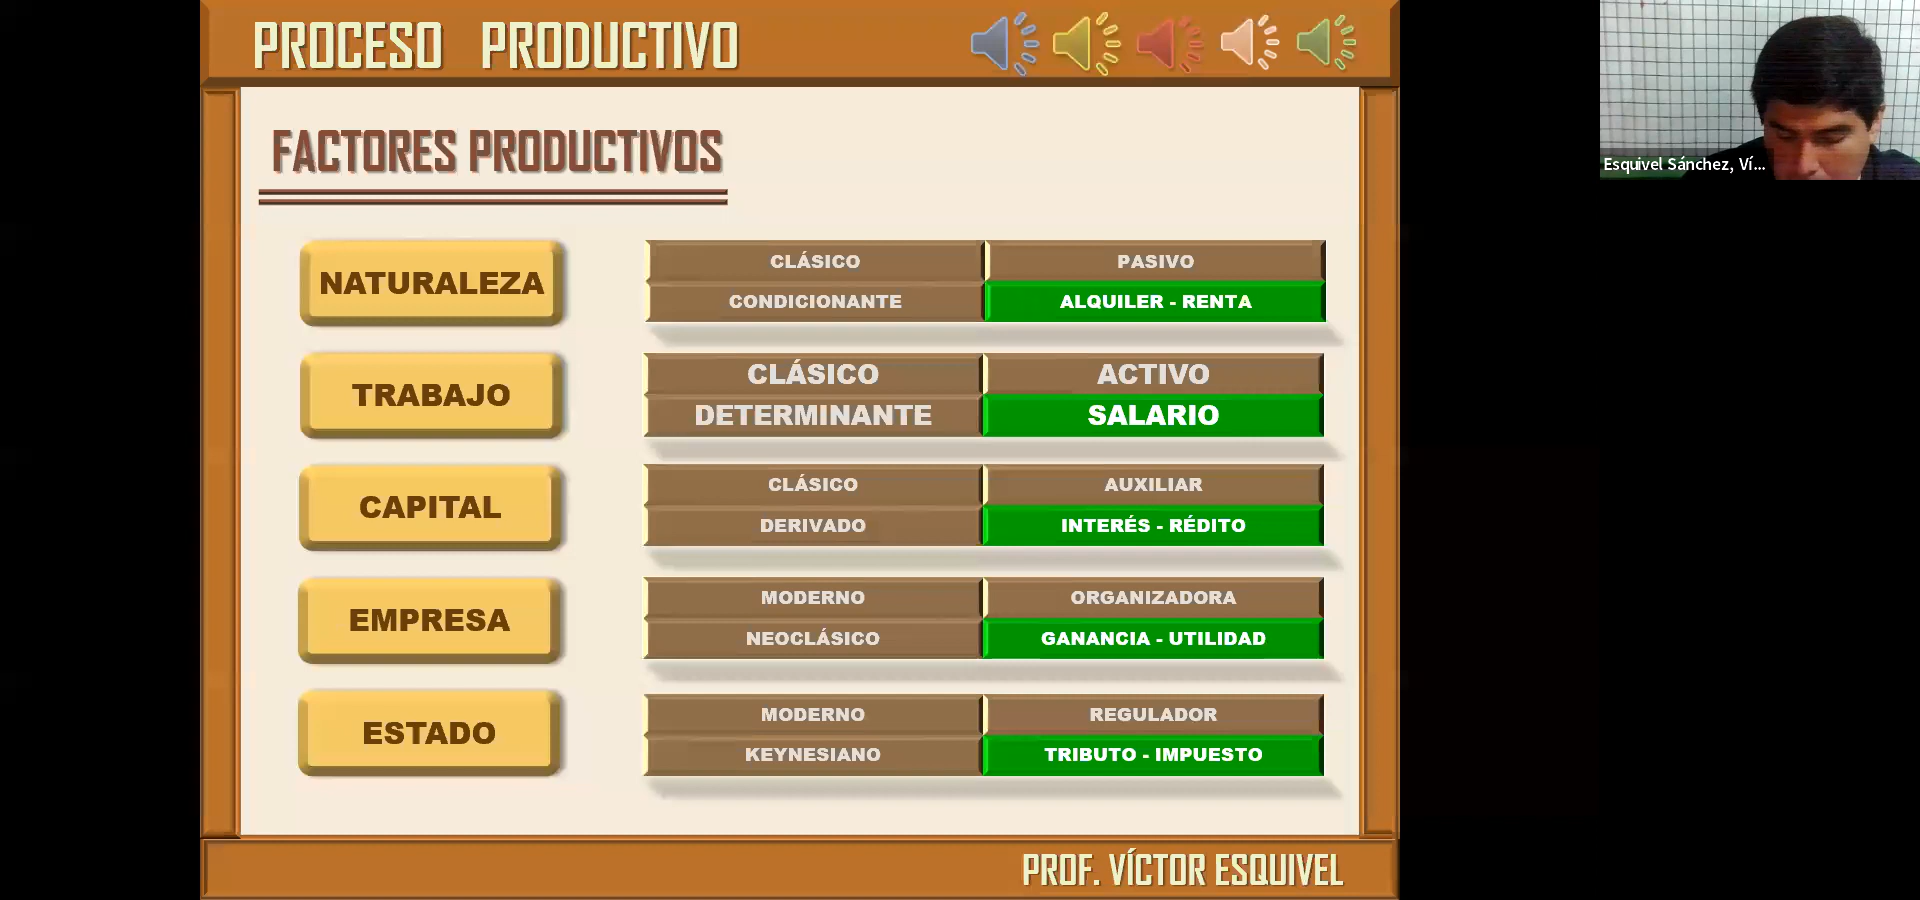 PROCESO PRODUCTIVO
Esquivel Sánchez, Ví...
FACTORES PRODUCTIVOS
NATURALEZA
CLÁSICO
PASIVO
CONDICIONANTE
ALQUILER - RENTA
TRABAJO
CLÁSICO
ACTIVO
DETERMINANTE
SALARIO
CAPITAL
CLÁSICO
AUXILIAR
DERIVADO
INTERÉS - RÉDITO
EMPRESA
MODERNO
ORGANIZADORA
NEOCLÁSICO
GANANCIA - UTILIDAD
ESTADO
MODERNO
REGULADOR
KEYNESIANO
TRIBUTO - IMPUESTO
PROF. VÍCTOR ESQUIVEL